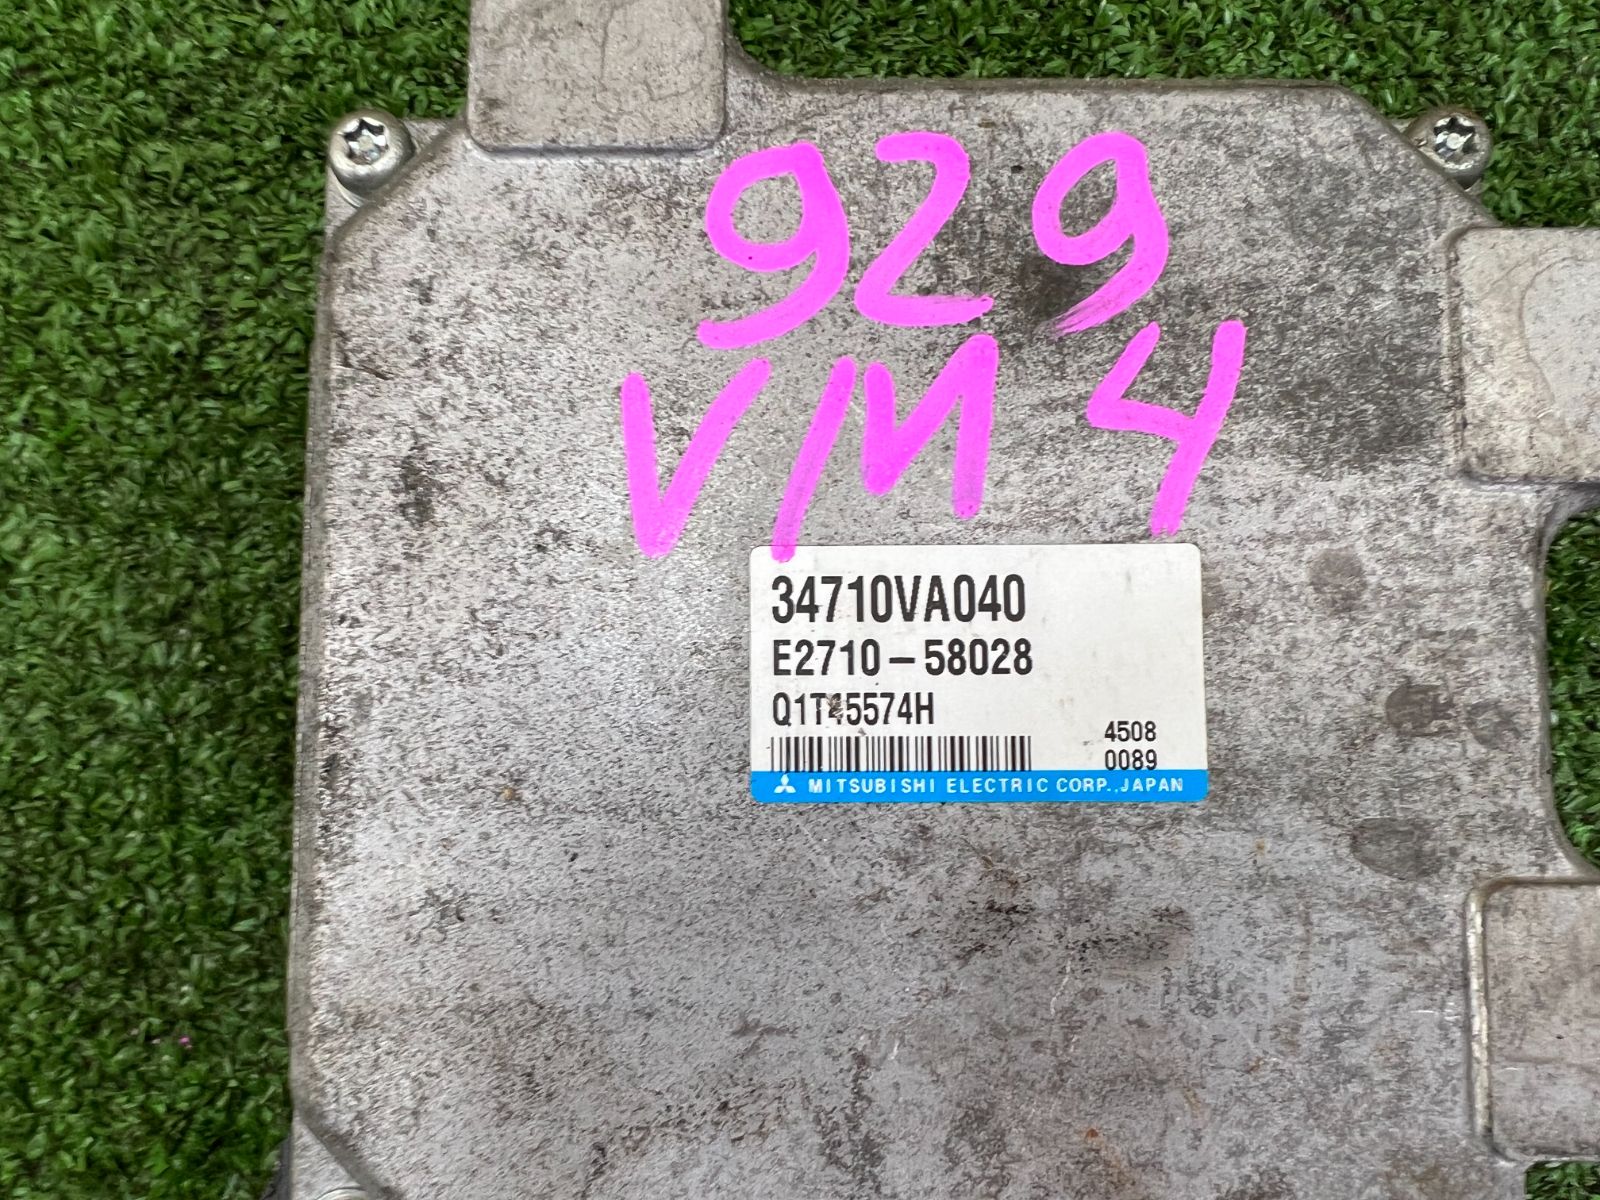 929
VM4
34710VA040
E2710-58028
Q1T45574H
4508
0089
MITSUBISHI ELECTRIC CORP., JAPAN